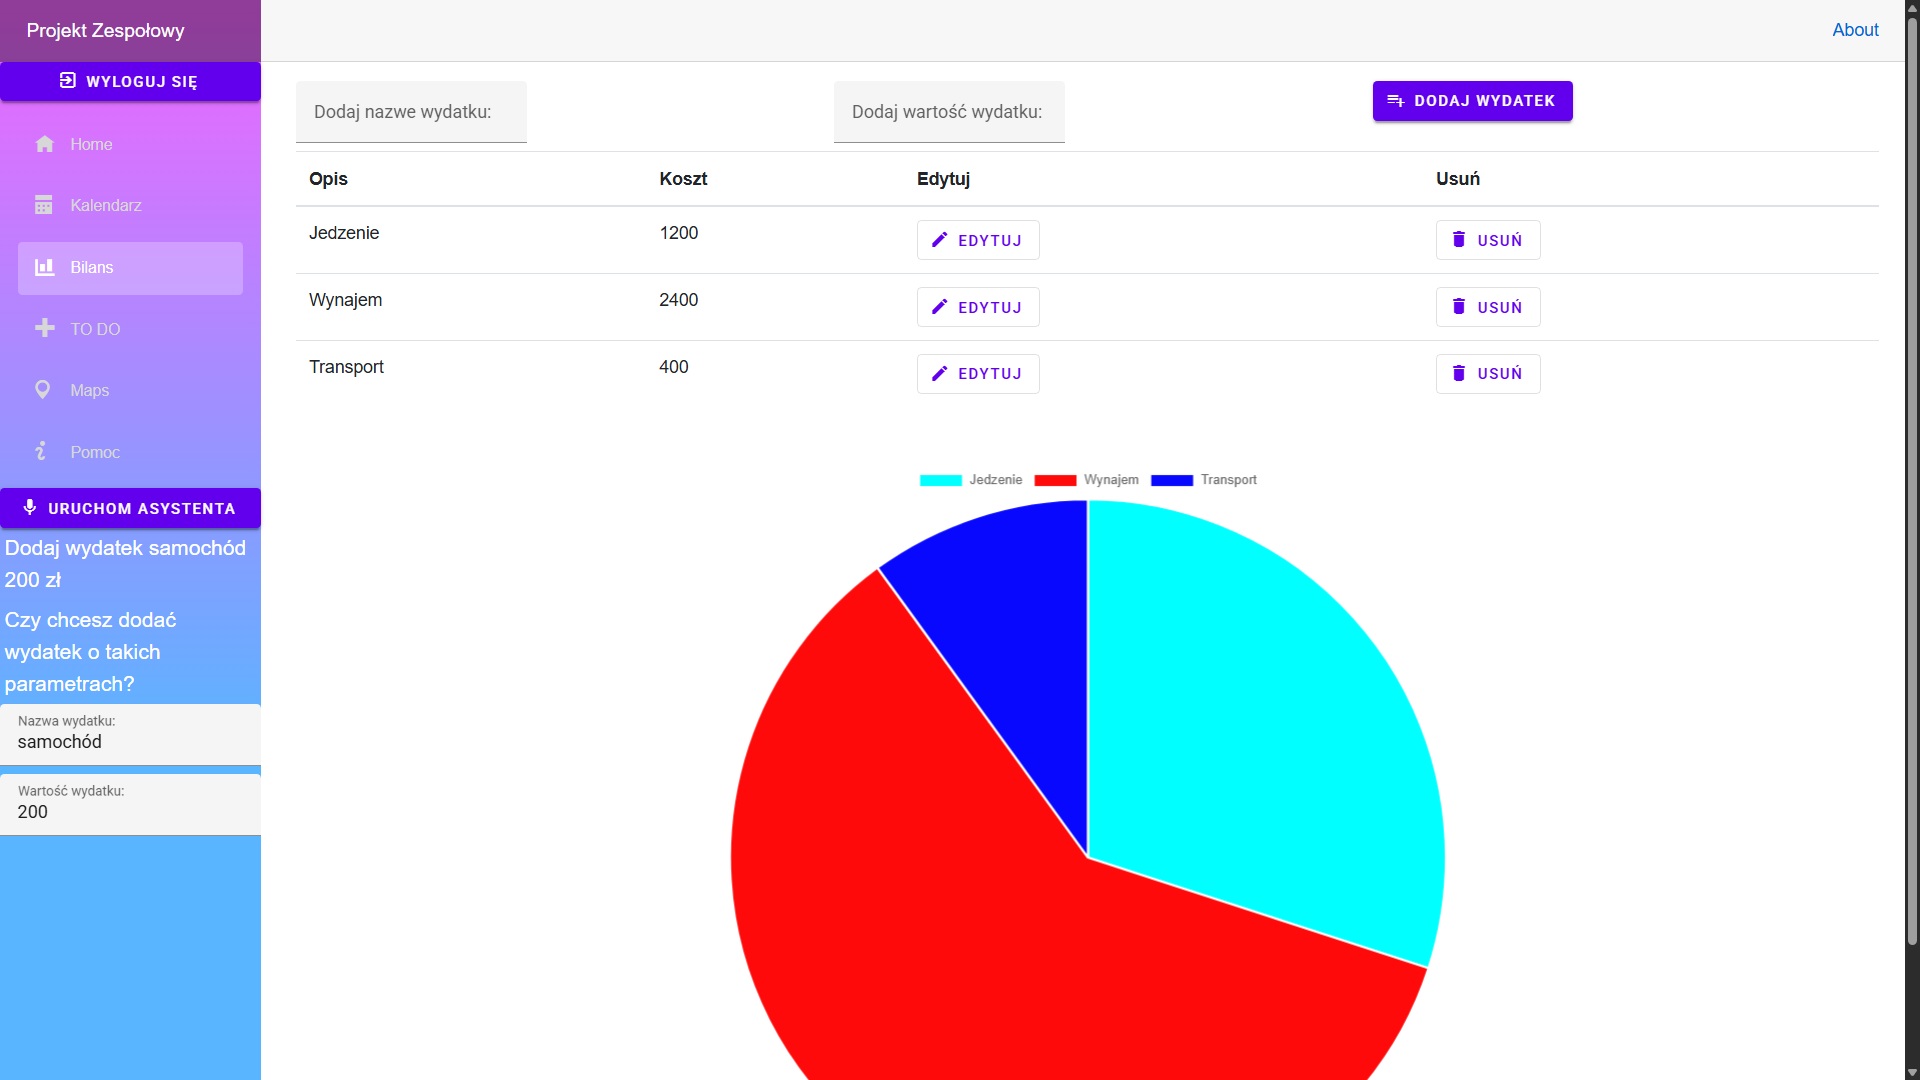 Projekt Zespołowy
WYLOGUJ SIĘ
Home
Kalendarz
Bilans
TO DO
Maps
Pomoc
URUCHOM ASYSTENTA
Dodaj wydatek samochód
200 zł
Czy chcesz dodać
wydatek o takich
parametrach?
Nazwa wydatku:
samochód
Wartość wydatku:
200
About
Dodaj nazwe wydatku:
Dodaj wartość wydatku:
DODAJ WYDATEK
Opis Koszt Edytuj Usuń
Jedzenie 1200 EDYTUJ USUŃ
Wynajem 2400 EDYTUJ USUŃ
Transport 400 EDYTUJ USUŃ
Jedzenie Wynajem Transport